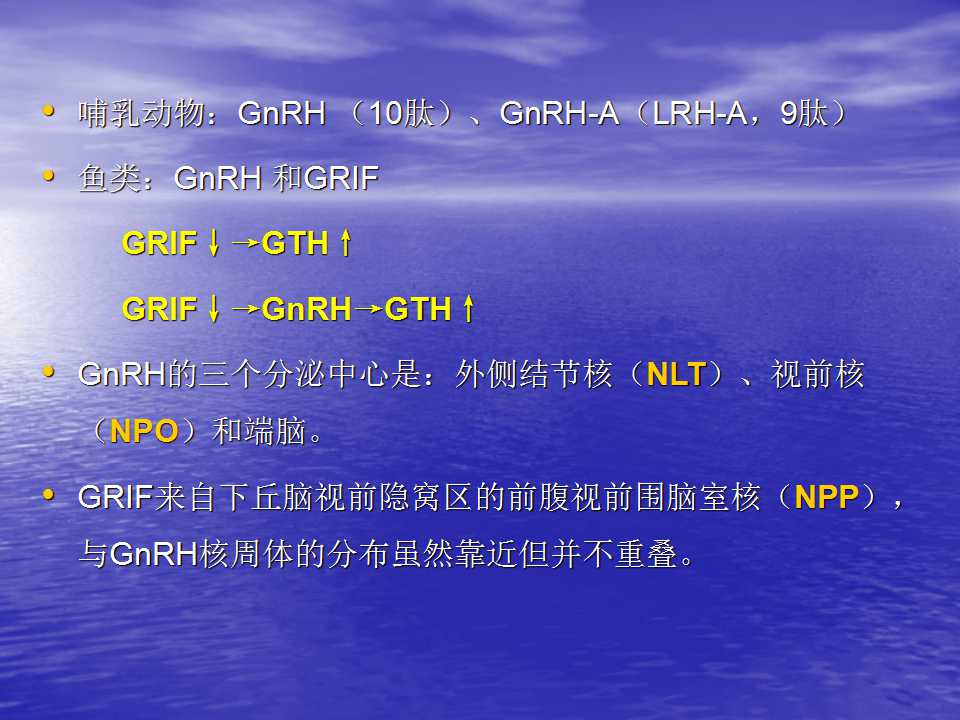 • 哺乳动物：GnRH （10肽）、GnRH-A（LRH-A，9肽）
• 鱼类：GnRH 和GRIF
GRIF↓→GTH↑
GRIF↓→GnRH→GTH↑
• GnRH的三个分泌中心是：外侧结节核（NLT）、视前核
（NPO）和端脑。
• GRIF来自下丘脑视前隐窝区的前腹视前围脑室核（NPP），
与GnRH核周体的分布虽然靠近但并不重叠。